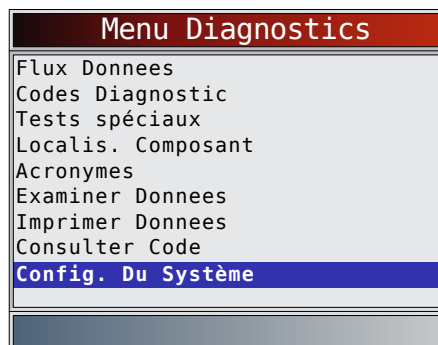 Menu Diagnostics
Flux Donnees
Codes Diagnostic
Tests spéciaux
Localis. Composant
Acronymes
Examiner Donnees
Imprimer Donnees
Consulter Code
Config. Du Système